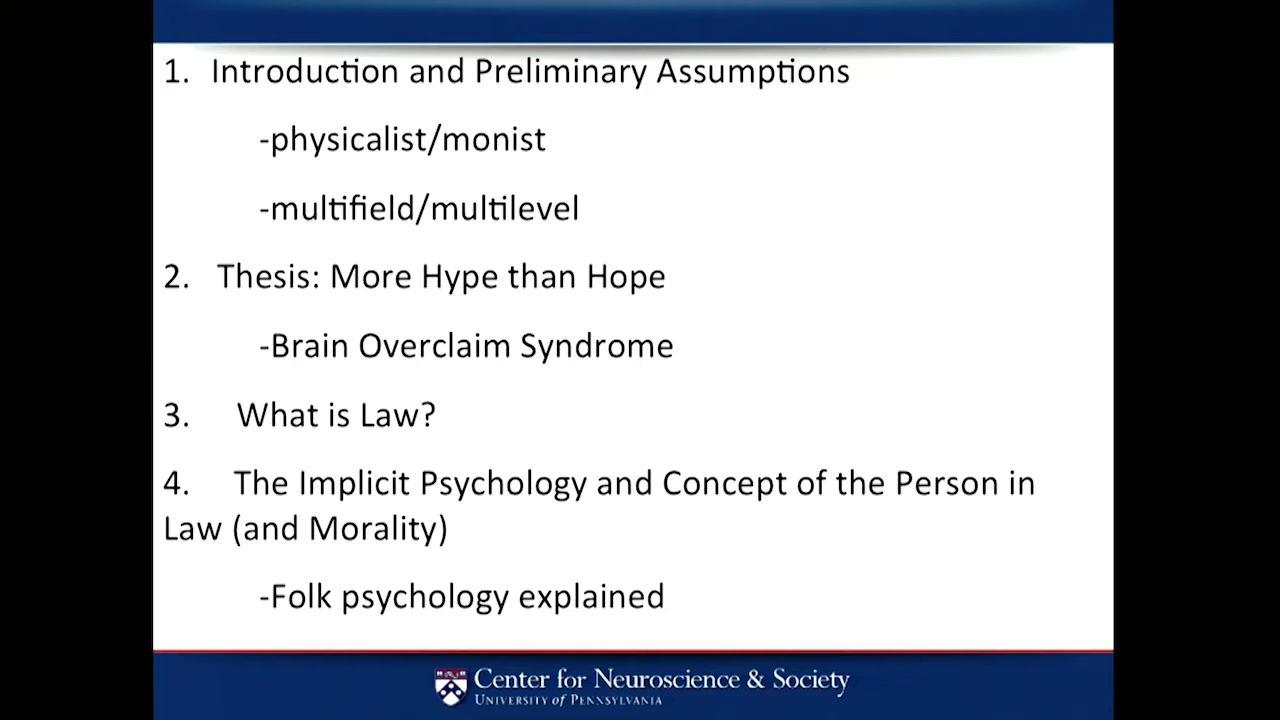 1. Introduction and Preliminary Assumptions
-physicalist/monist
-multifield/multilevel
2. Thesis: More Hype than Hope
-Brain Overclaim Syndrome
3. What is Law?
4. The Implicit Psychology and Concept of the Person in
Law (and Morality)
-Folk psychology explained
Center for Neuroscience & Society
University of Pennsylvania